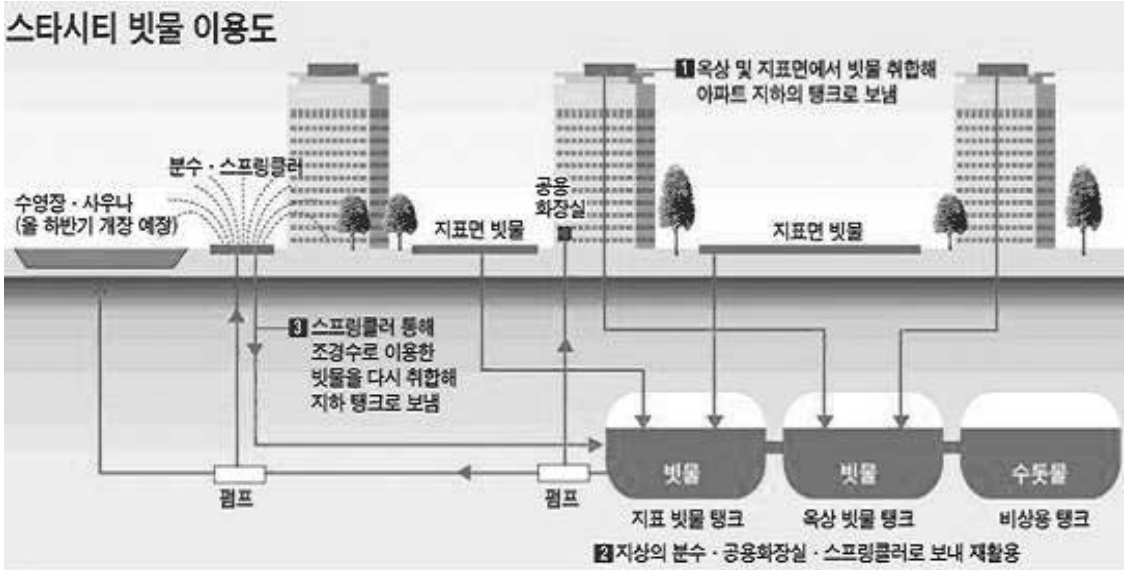 스타시티 빗물 이용도
1 옥상 및 지표면에서 빗물 취합해
아파트 지하의 탱크로 보냄
분수·스프링클러
수영장·사우나
(올 하반기 개장 예정)
공용
화장실
지표면 빗물
지표면 빗물
3 스프링클러 통해
조경수로 이용한
빗물을 다시 취합해
지하 탱크로 보냄
빗물
빗물
수돗물
펌프
펌프
지표 빗물 탱크
옥상 빗물 탱크
비상용 탱크
2 지상의 분수·공용화장실·스프링클러로 보내 재활용